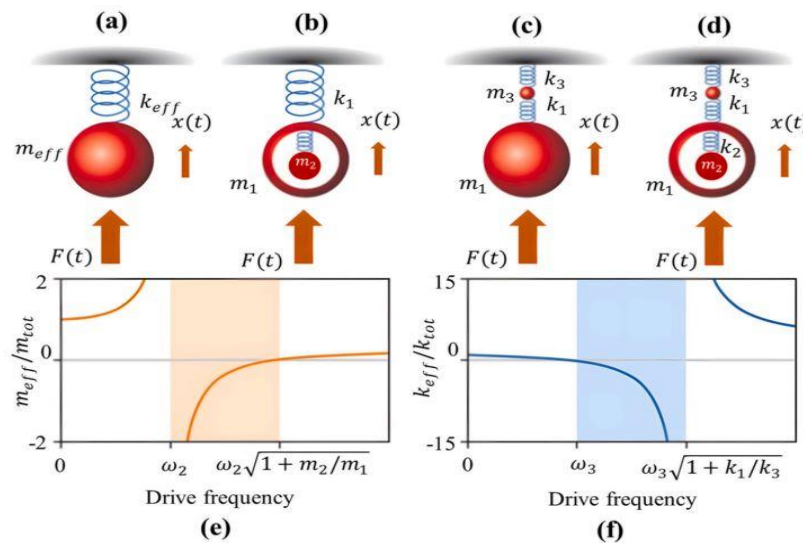 (a)
(b)
(f)
(d)
k_eff
k_1
x(t)
x(t)
m_eff
m_2
m_1
F(t)
F(t)
k_3
m_3
k_1
x(t)
m_1
k_3
m_3
k_1
x(t)
k_2
m_2
m_1
F(t)
F(t)
m_eff/m_tot
2
0
-2
0
ω_2
ω_2√1 + m_2/m_1
Drive frequency
(e)
k_eff/k_tot
15
0
-15
0
ω_3
ω_3√1 + k_1/k_3
Drive frequency
(f)